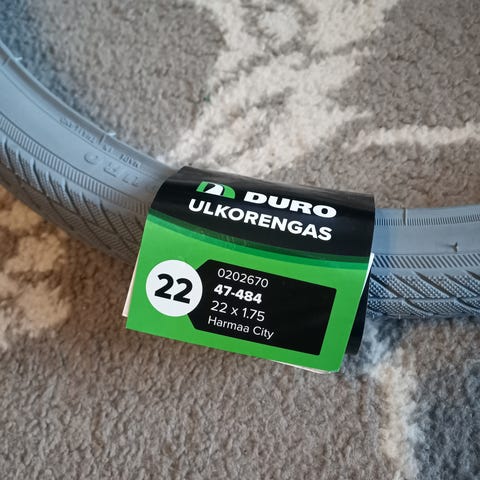 DURO
ULKORENGAS
22
0202670
47-484
22 x 1.75
Harmaa City